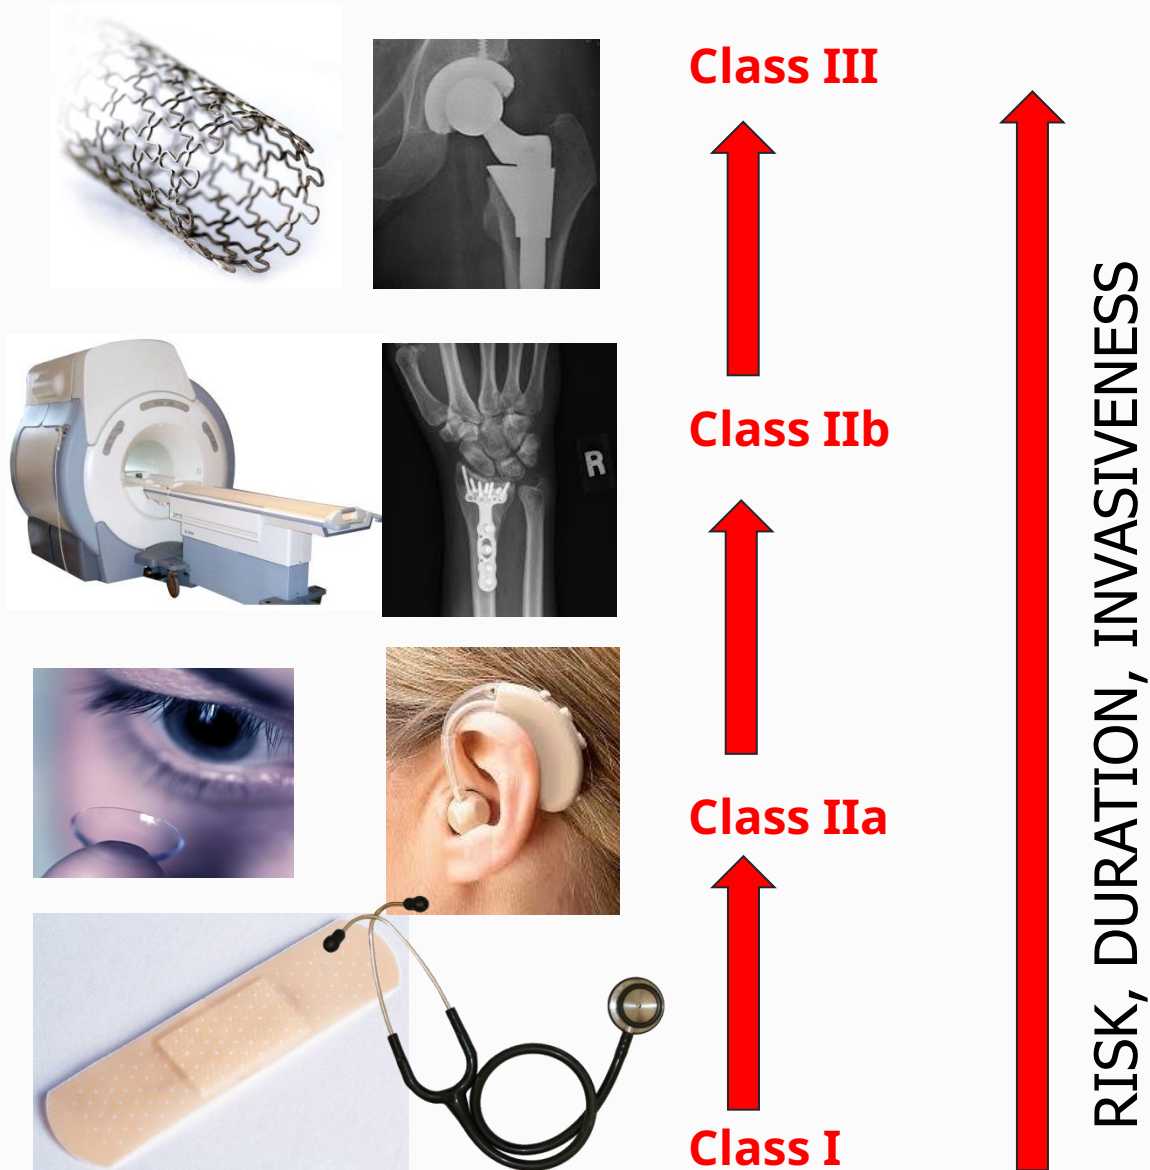 Class III
Class IIb
R
Class IIa
Class I
RISK, DURATION, INVASIVENESS